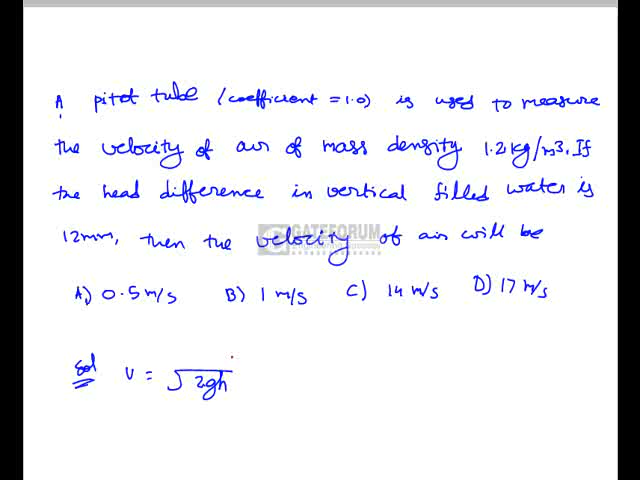 A pitot tube (coefficient = 1.0) is used to measure
the velocity of air of mass density 1.2 kg/m³. If
the head difference in vertical filled water is
12mm, then the velocity of air will be
GATEFORUM
A) 0.5 m/s B) 1 m/s C) 14 m/s D) 17 m/s
Sol V = √2gh